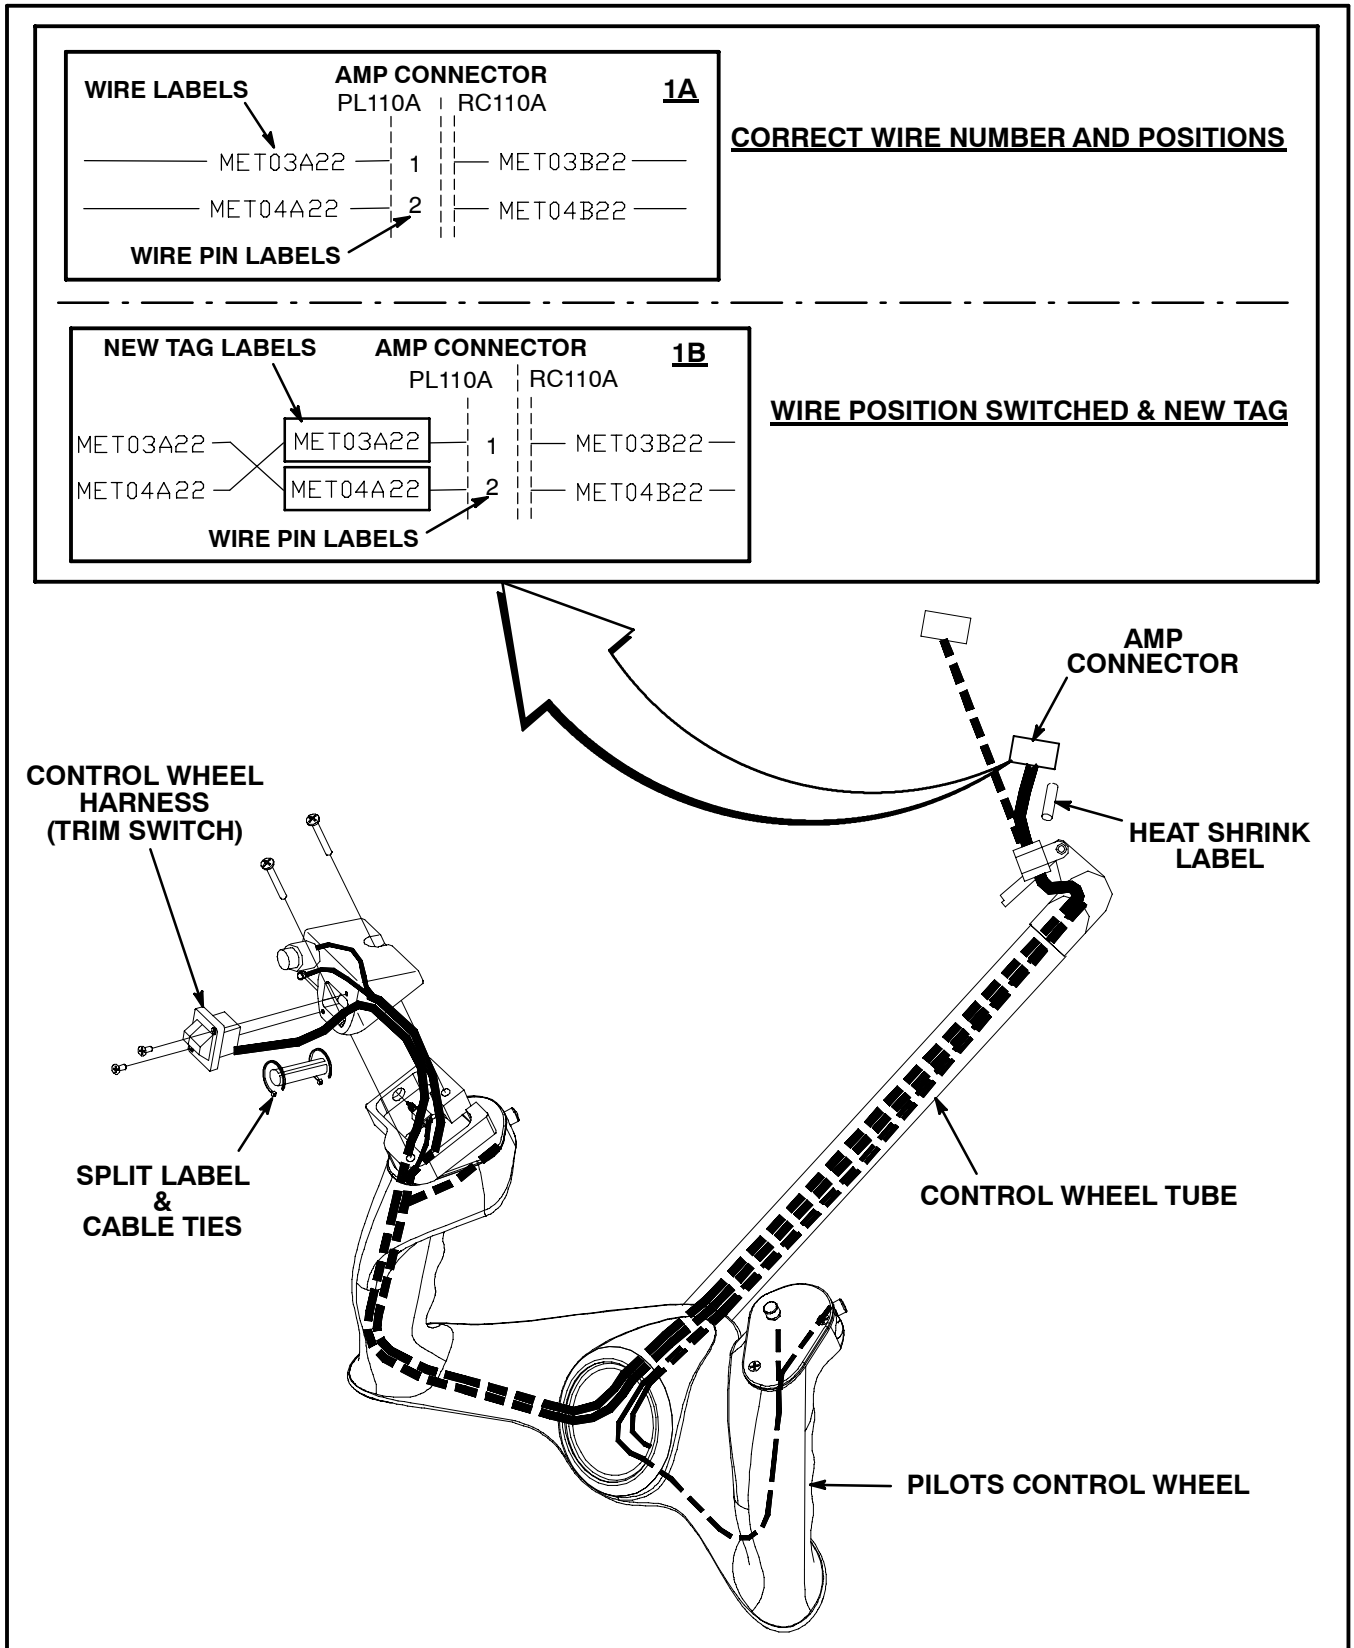 AMP CONNECTOR
1A
WIRE LABELS
PL110A
RC110A
CORRECT WIRE NUMBER AND POSITIONS
MET03A22
1
MET03B22
MET04A22
2
MET04B22
WIRE PIN LABELS
NEW TAG LABELS
AMP CONNECTOR
1B
PL110A
RC110A
WIRE POSITION SWITCHED & NEW TAG
MET03A22
MET03A22
1
MET03B22
MET04A22
MET04A22
2
MET04B22
WIRE PIN LABELS
AMP
CONNECTOR
CONTROL WHEEL
HARNESS
(TRIM SWITCH)
HEAT SHRINK
LABEL
SPLIT LABEL
&
CABLE TIES
CONTROL WHEEL TUBE
PILOTS CONTROL WHEEL